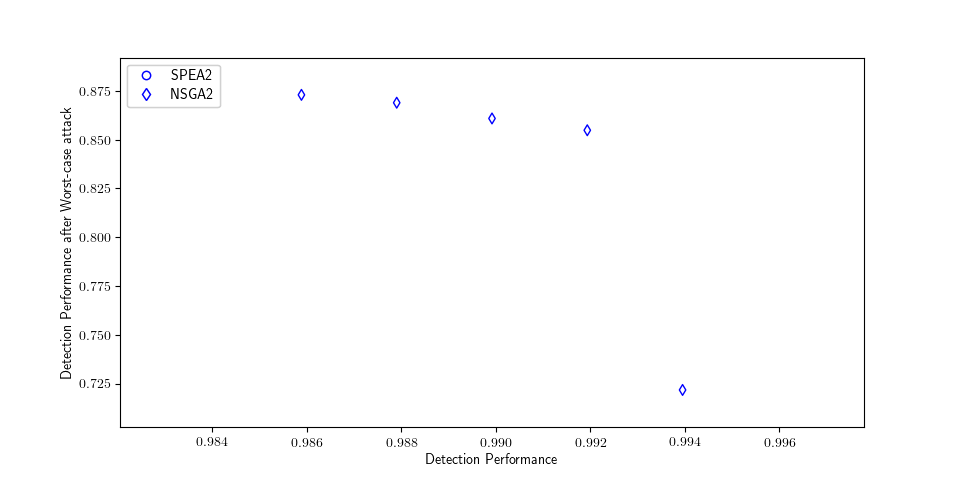 SPEA2
NSGA2
0.875
0.850
0.825
0.800
0.775
0.750
0.725
Detection Performance after Worst-case attack
0.984 0.986 0.988 0.990 0.992 0.994 0.996
Detection Performance